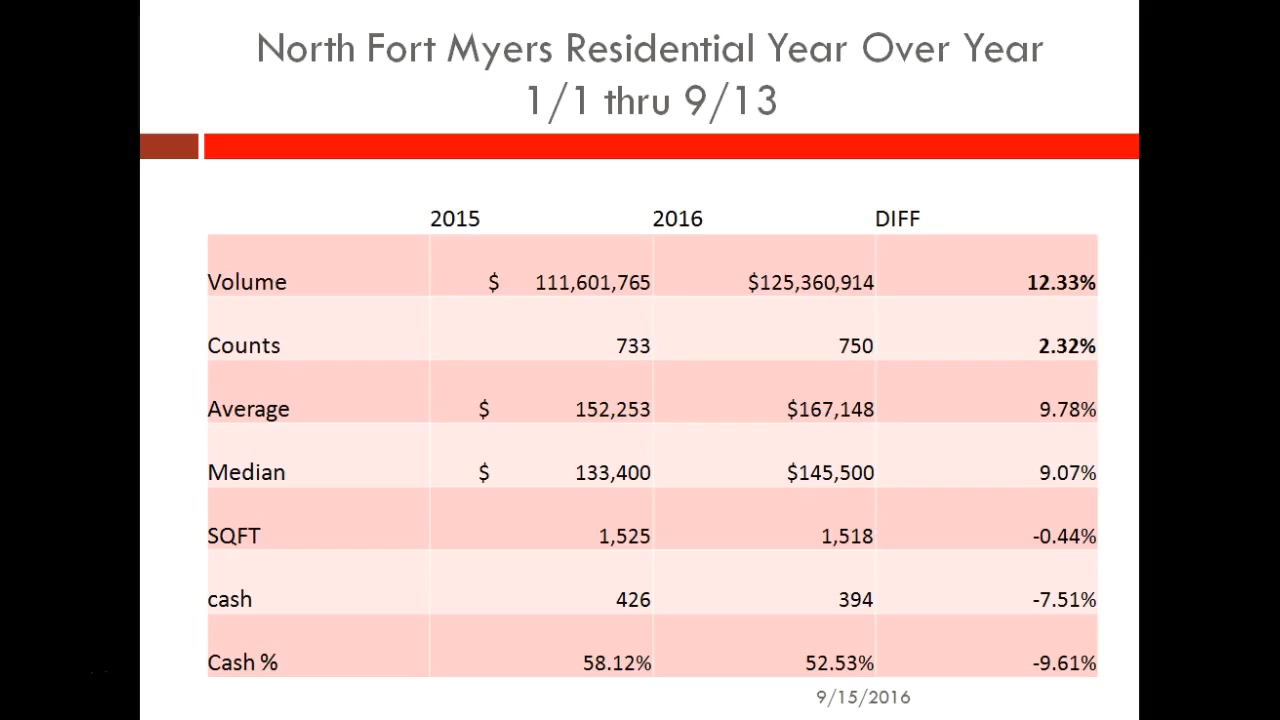 North Fort Myers Residential Year Over Year
1/1 thru 9/13
2015 2016 DIFF
Volume $ 111,601,765 $125,360,914 12.33%
Counts 733 750 2.32%
Average $ 152,253 $167,148 9.78%
Median $ 133,400 $145,500 9.07%
SQFT 1,525 1,518 -0.44%
cash 426 394 -7.51%
Cash % 58.12% 52.53% -9.61%
9/15/2016